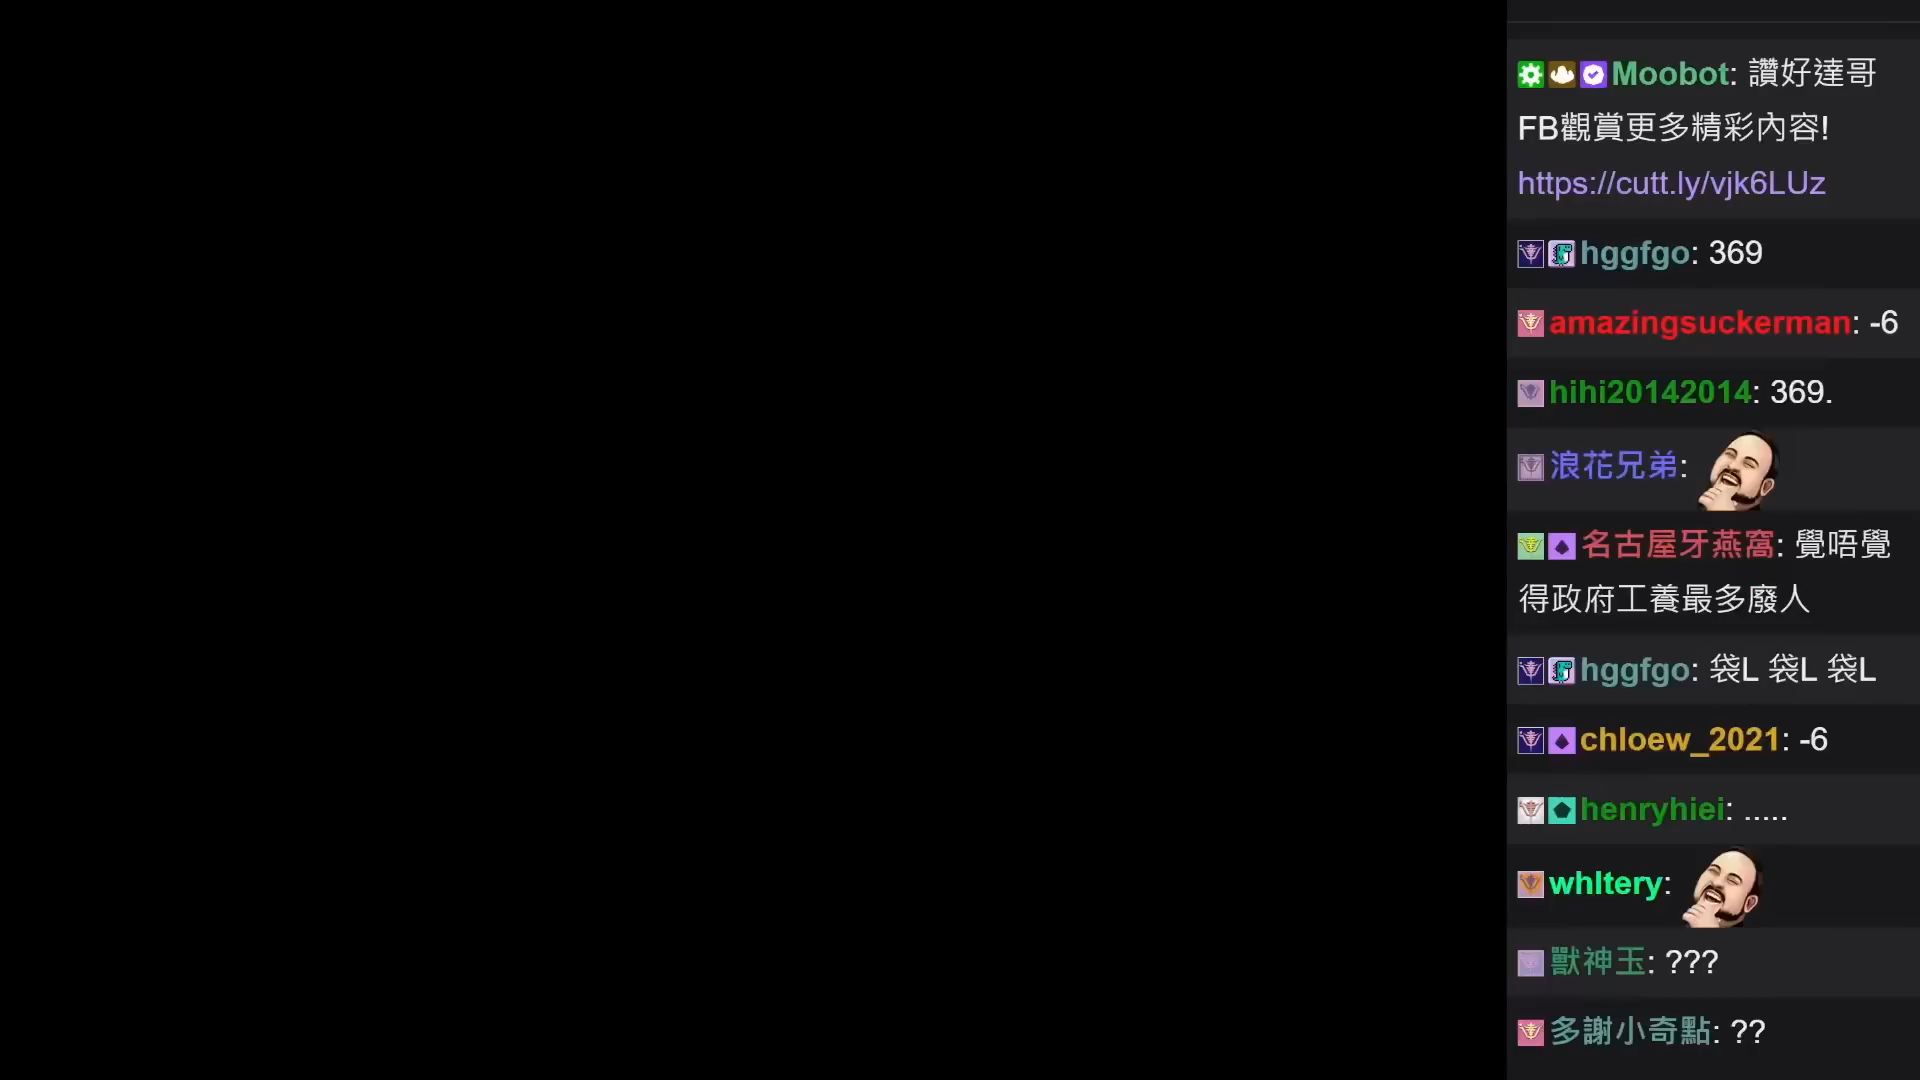 Moobot: 讚好達哥
FB觀賞更多精彩內容!
https://cutt.ly/vjk6LUz
hggfgo: 369
amazingsuckerman: -6
hihi20142014: 369.
浪花兄弟:
名古屋牙燕窩: 覺唔覺
得政府工養最多廢人
hggfgo: 袋L 袋L 袋L
chloew_2021: -6
henryhiei: .....
whltery:
獸神玉: ???
多謝小奇點: ??